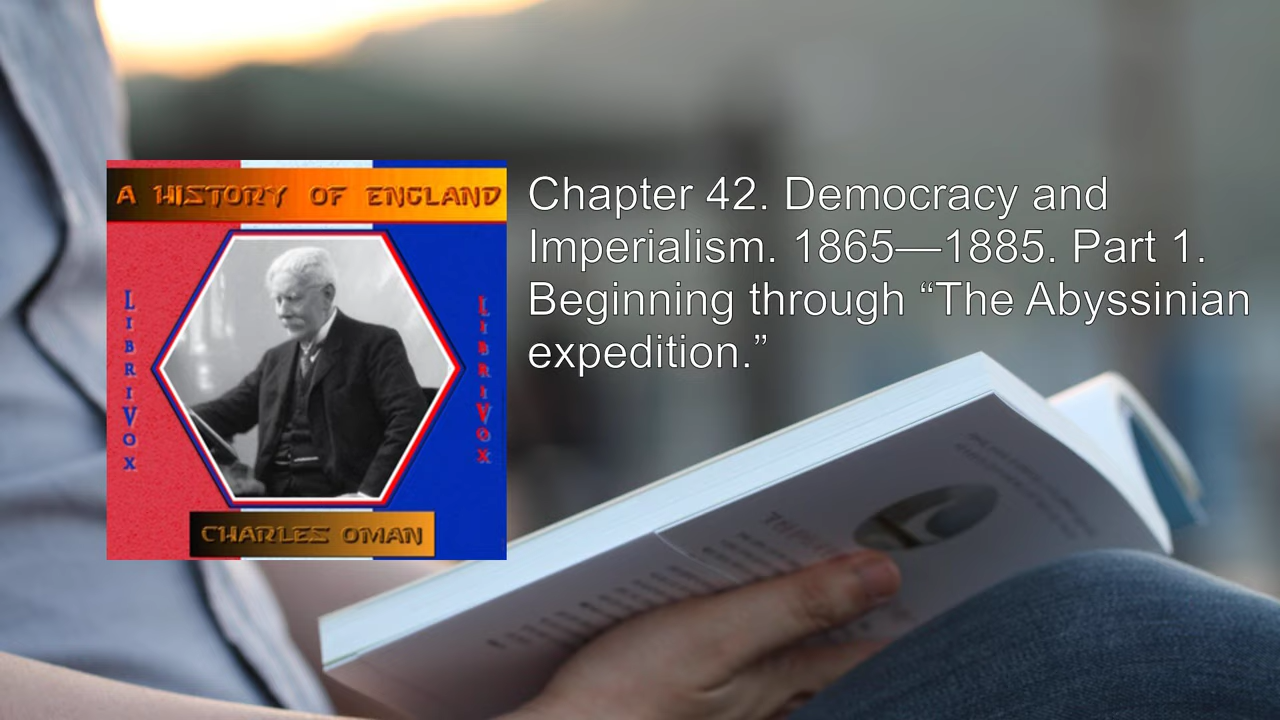 A HISTORY OF ENGLAND
LIBRIVOX
LIBRIVOX
CHARLES OMAN
Chapter 42. Democracy and
Imperialism. 1865—1885. Part 1.
Beginning through “The Abyssinian
expedition.”